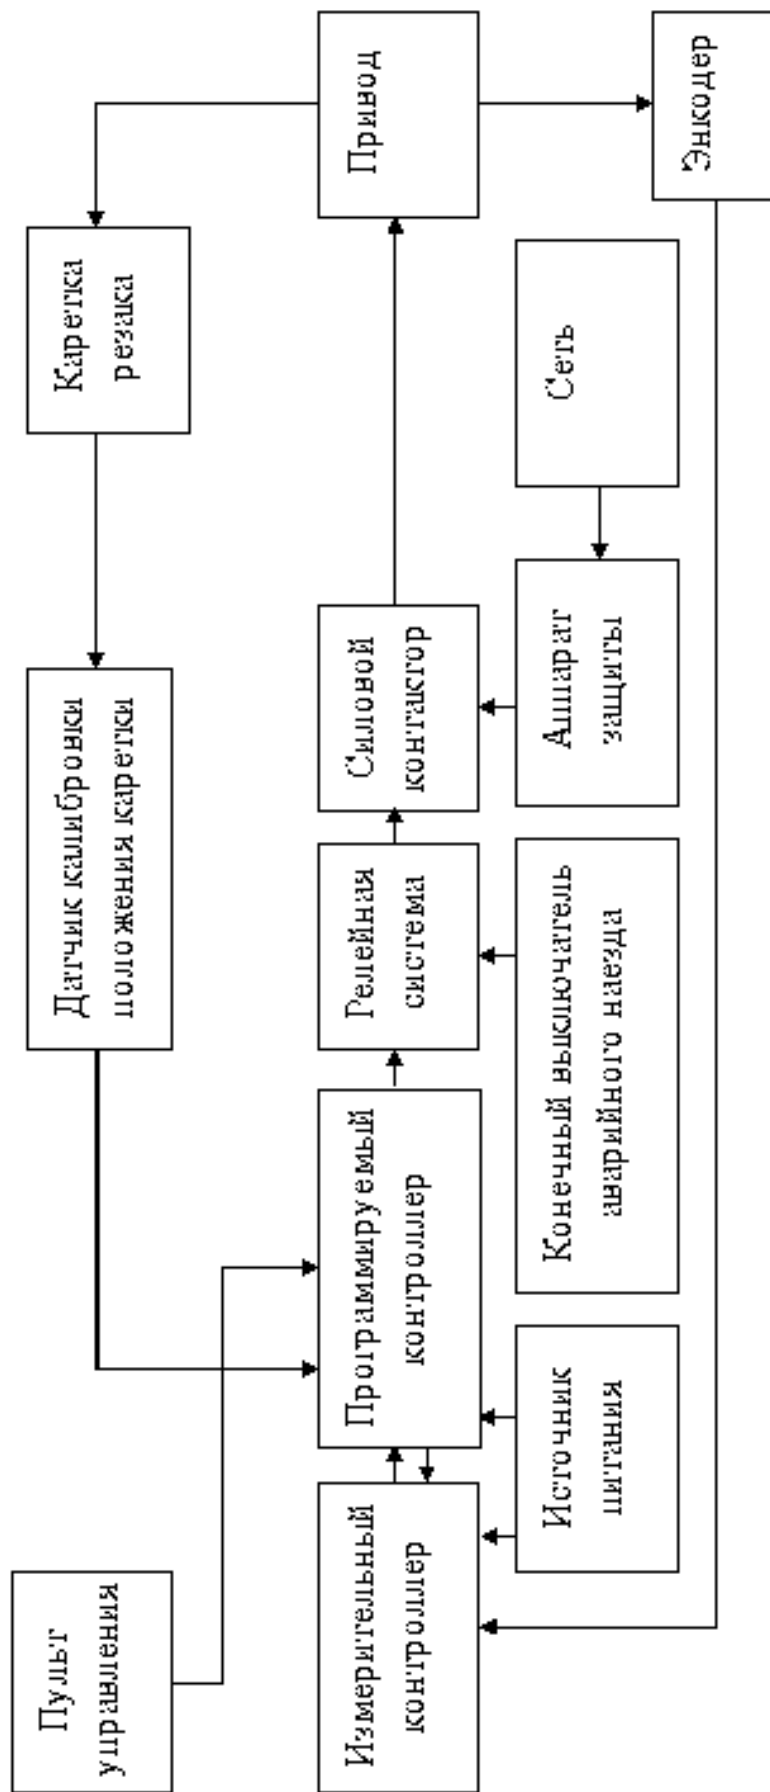 Пульт
управления
Датчик калибровки
положения каретки
Каретка
резака
Измерительный
контроллер
Программируемый
контроллер
Релейная
система
Силовой
контактор
Привод
Источник
питания
Конечный выключатель
аварийного наезда
Аппарат
защиты
Сеть
Энкодер